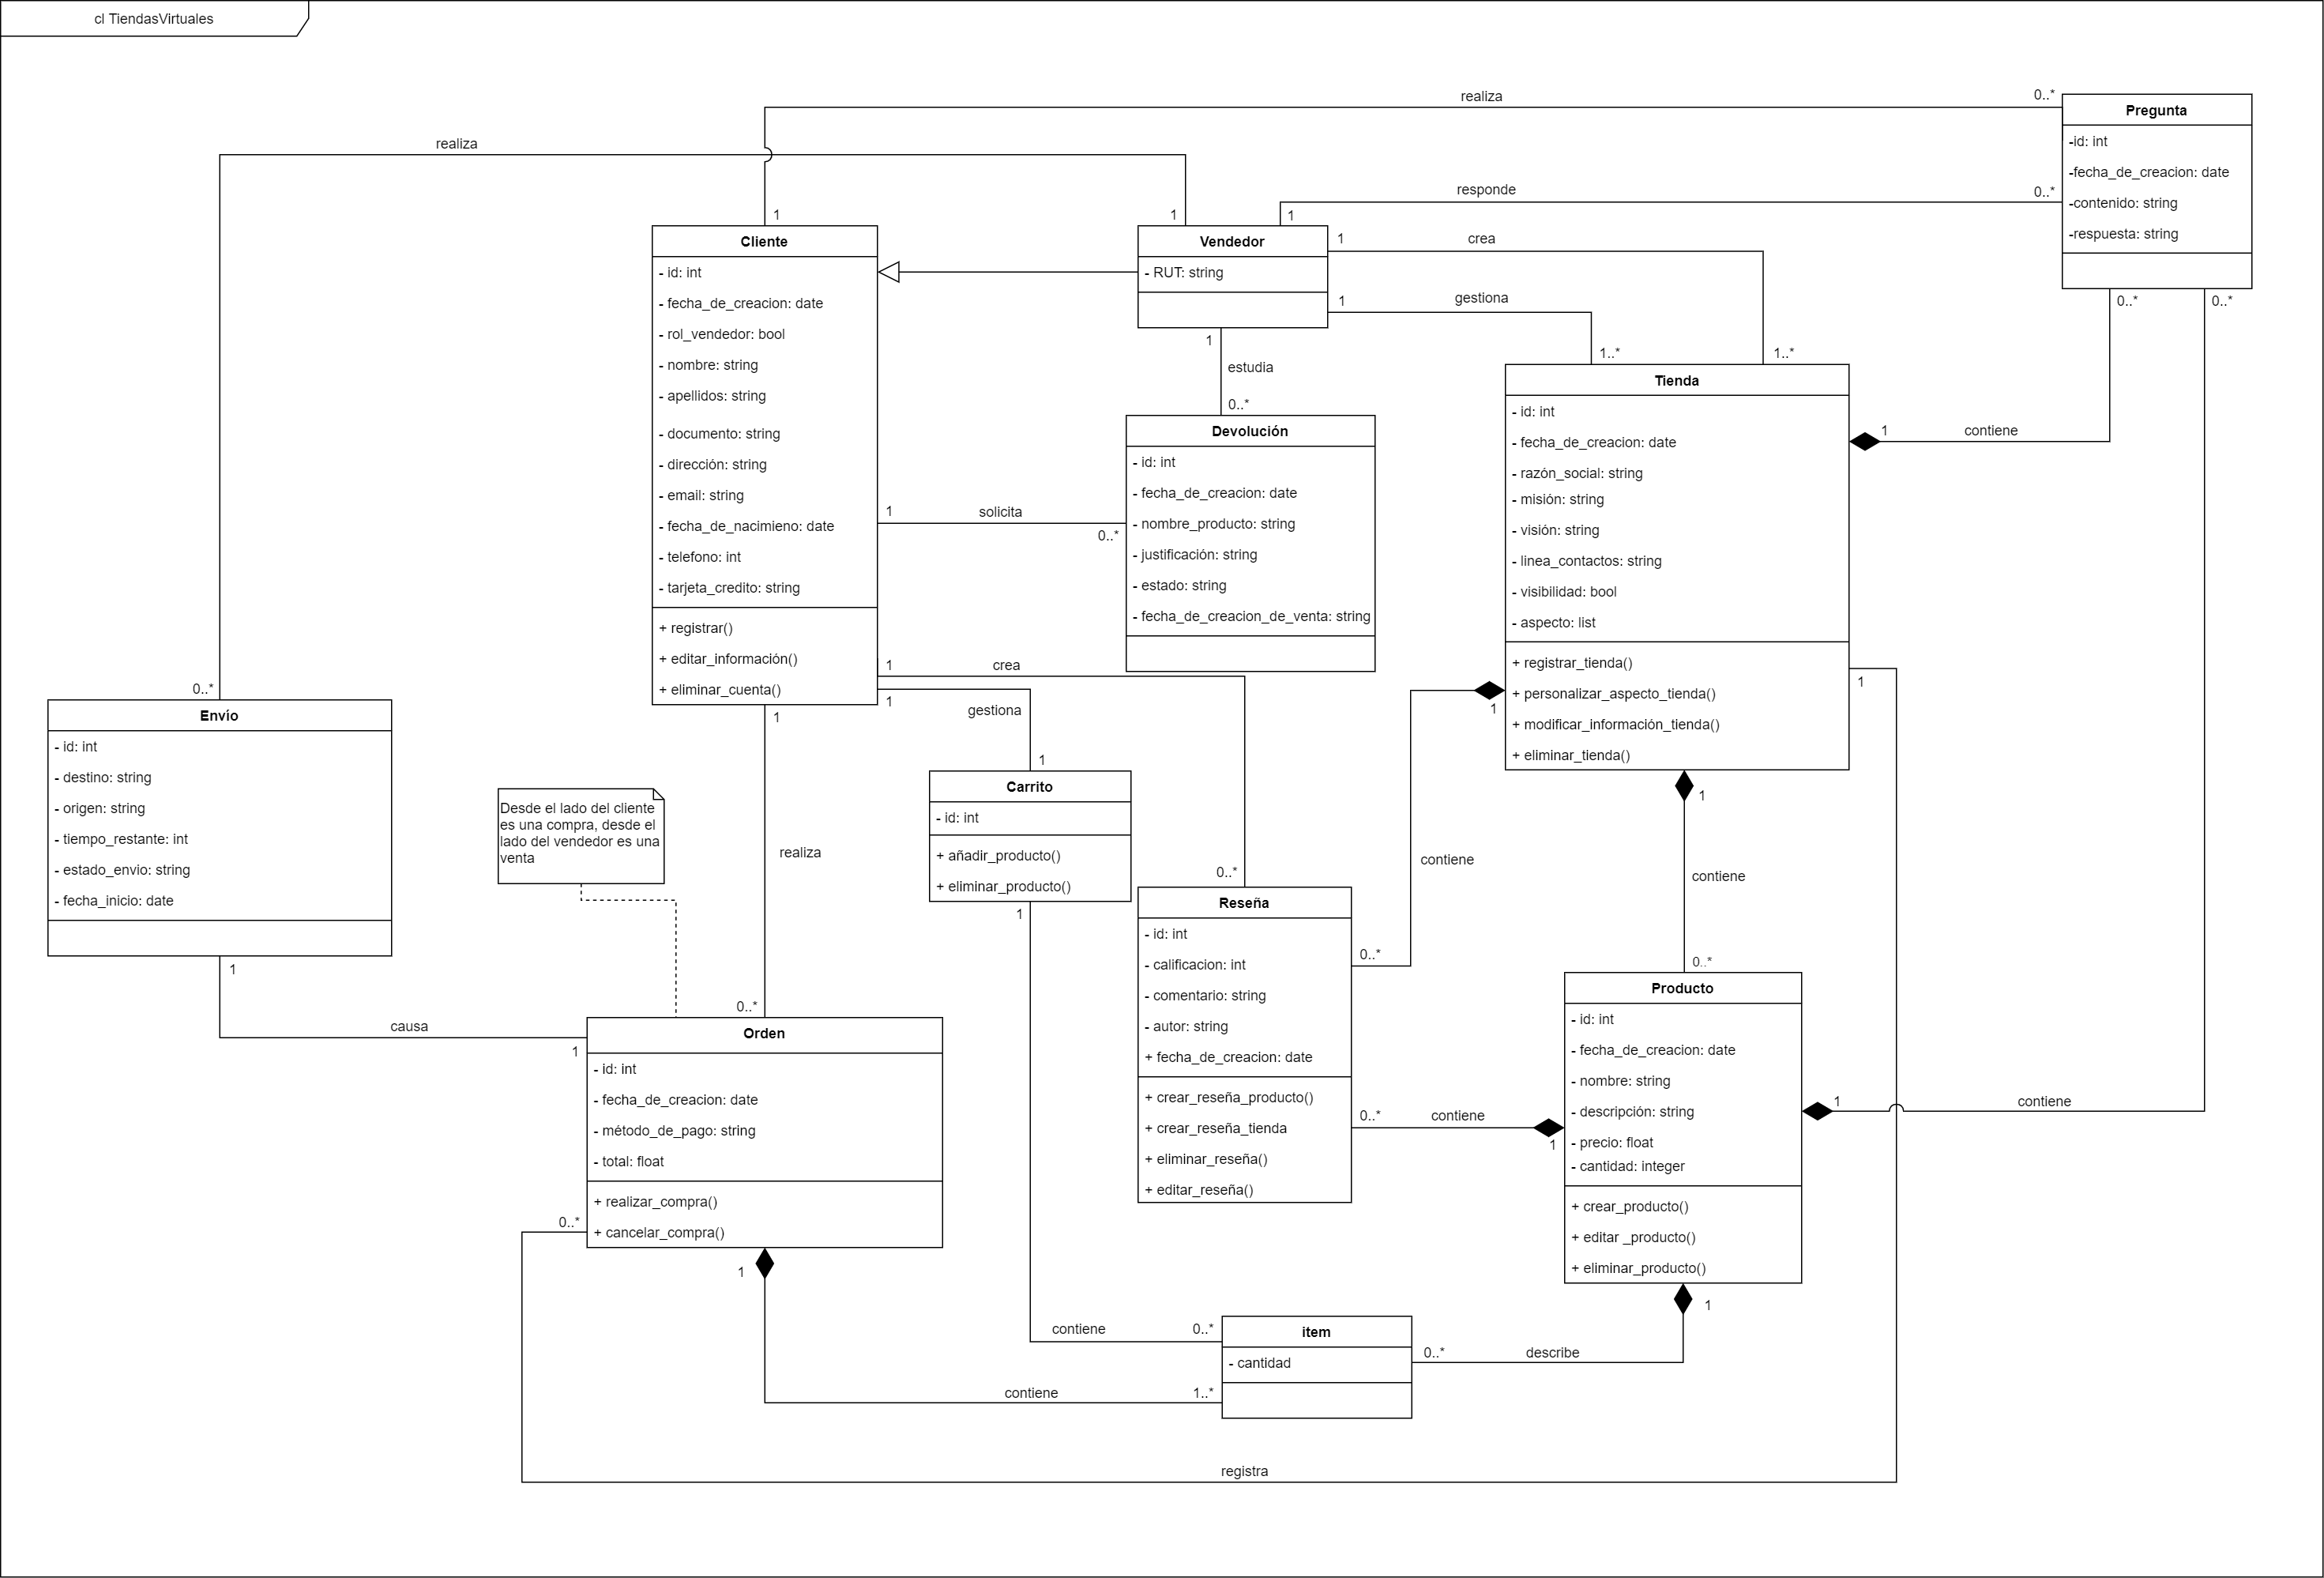 cl TiendasVirtuales
realiza
0..*
realiza
responde
0..*
1
1
1
Pregunta
-id: int
-fecha_de_creacion: date
-contenido: string
-respuesta: string
0..*
0..*
Cliente
- id: int
- fecha_de_creacion: date
- rol_vendedor: bool
- nombre: string
- apellidos: string
- documento: string
- dirección: string
- email: string
- fecha_de_nacimieno: date
- telefono: int
- tarjeta_credito: string
+ registrar()
+ editar_información()
+ eliminar_cuenta()
Vendedor
- RUT: string
1
crea
1
gestiona
1..*
1..*
1
estudia
0..*
Devolución
- id: int
- fecha_de_creacion: date
- nombre_producto: string
- justificación: string
- estado: string
- fecha_de_creacion_de_venta: string
1
solicita
0..*
Tienda
- id: int
- fecha_de_creacion: date
- razón_social: string
- misión: string
- visión: string
- linea_contactos: string
- visibilidad: bool
- aspecto: list
+ registrar_tienda()
+ personalizar_aspecto_tienda()
+ modificar_información_tienda()
+ eliminar_tienda()
1
contiene
1
1
1
1
crea
1
gestiona
1
1
0..*
Envío
- id: int
- destino: string
- origen: string
- tiempo_restante: int
- estado_envio: string
- fecha_inicio: date
1
causa
1
Desde el lado del cliente
es una compra, desde el
lado del vendedor es una
venta
realiza
0..*
Carrito
- id: int
+ añadir_producto()
+ eliminar_producto()
1
0..*
Reseña
- id: int
- calificacion: int
- comentario: string
- autor: string
+ fecha_de_creacion: date
+ crear_reseña_producto()
+ crear_reseña_tienda
+ eliminar_reseña()
+ editar_reseña()
contiene
0..*
contiene
0..*
0..*
contiene
1
Producto
- id: int
- fecha_de_creacion: date
- nombre: string
- descripción: string
- precio: float
- cantidad: integer
+ crear_producto()
+ editar _producto()
+ eliminar_producto()
1
contiene
1
Orden
- id: int
- fecha_de_creacion: date
- método_de_pago: string
- total: float
+ realizar_compra()
+ cancelar_compra()
0..*
1
contiene
0..*
item
- cantidad
0..*
describe
contiene
1..*
registra